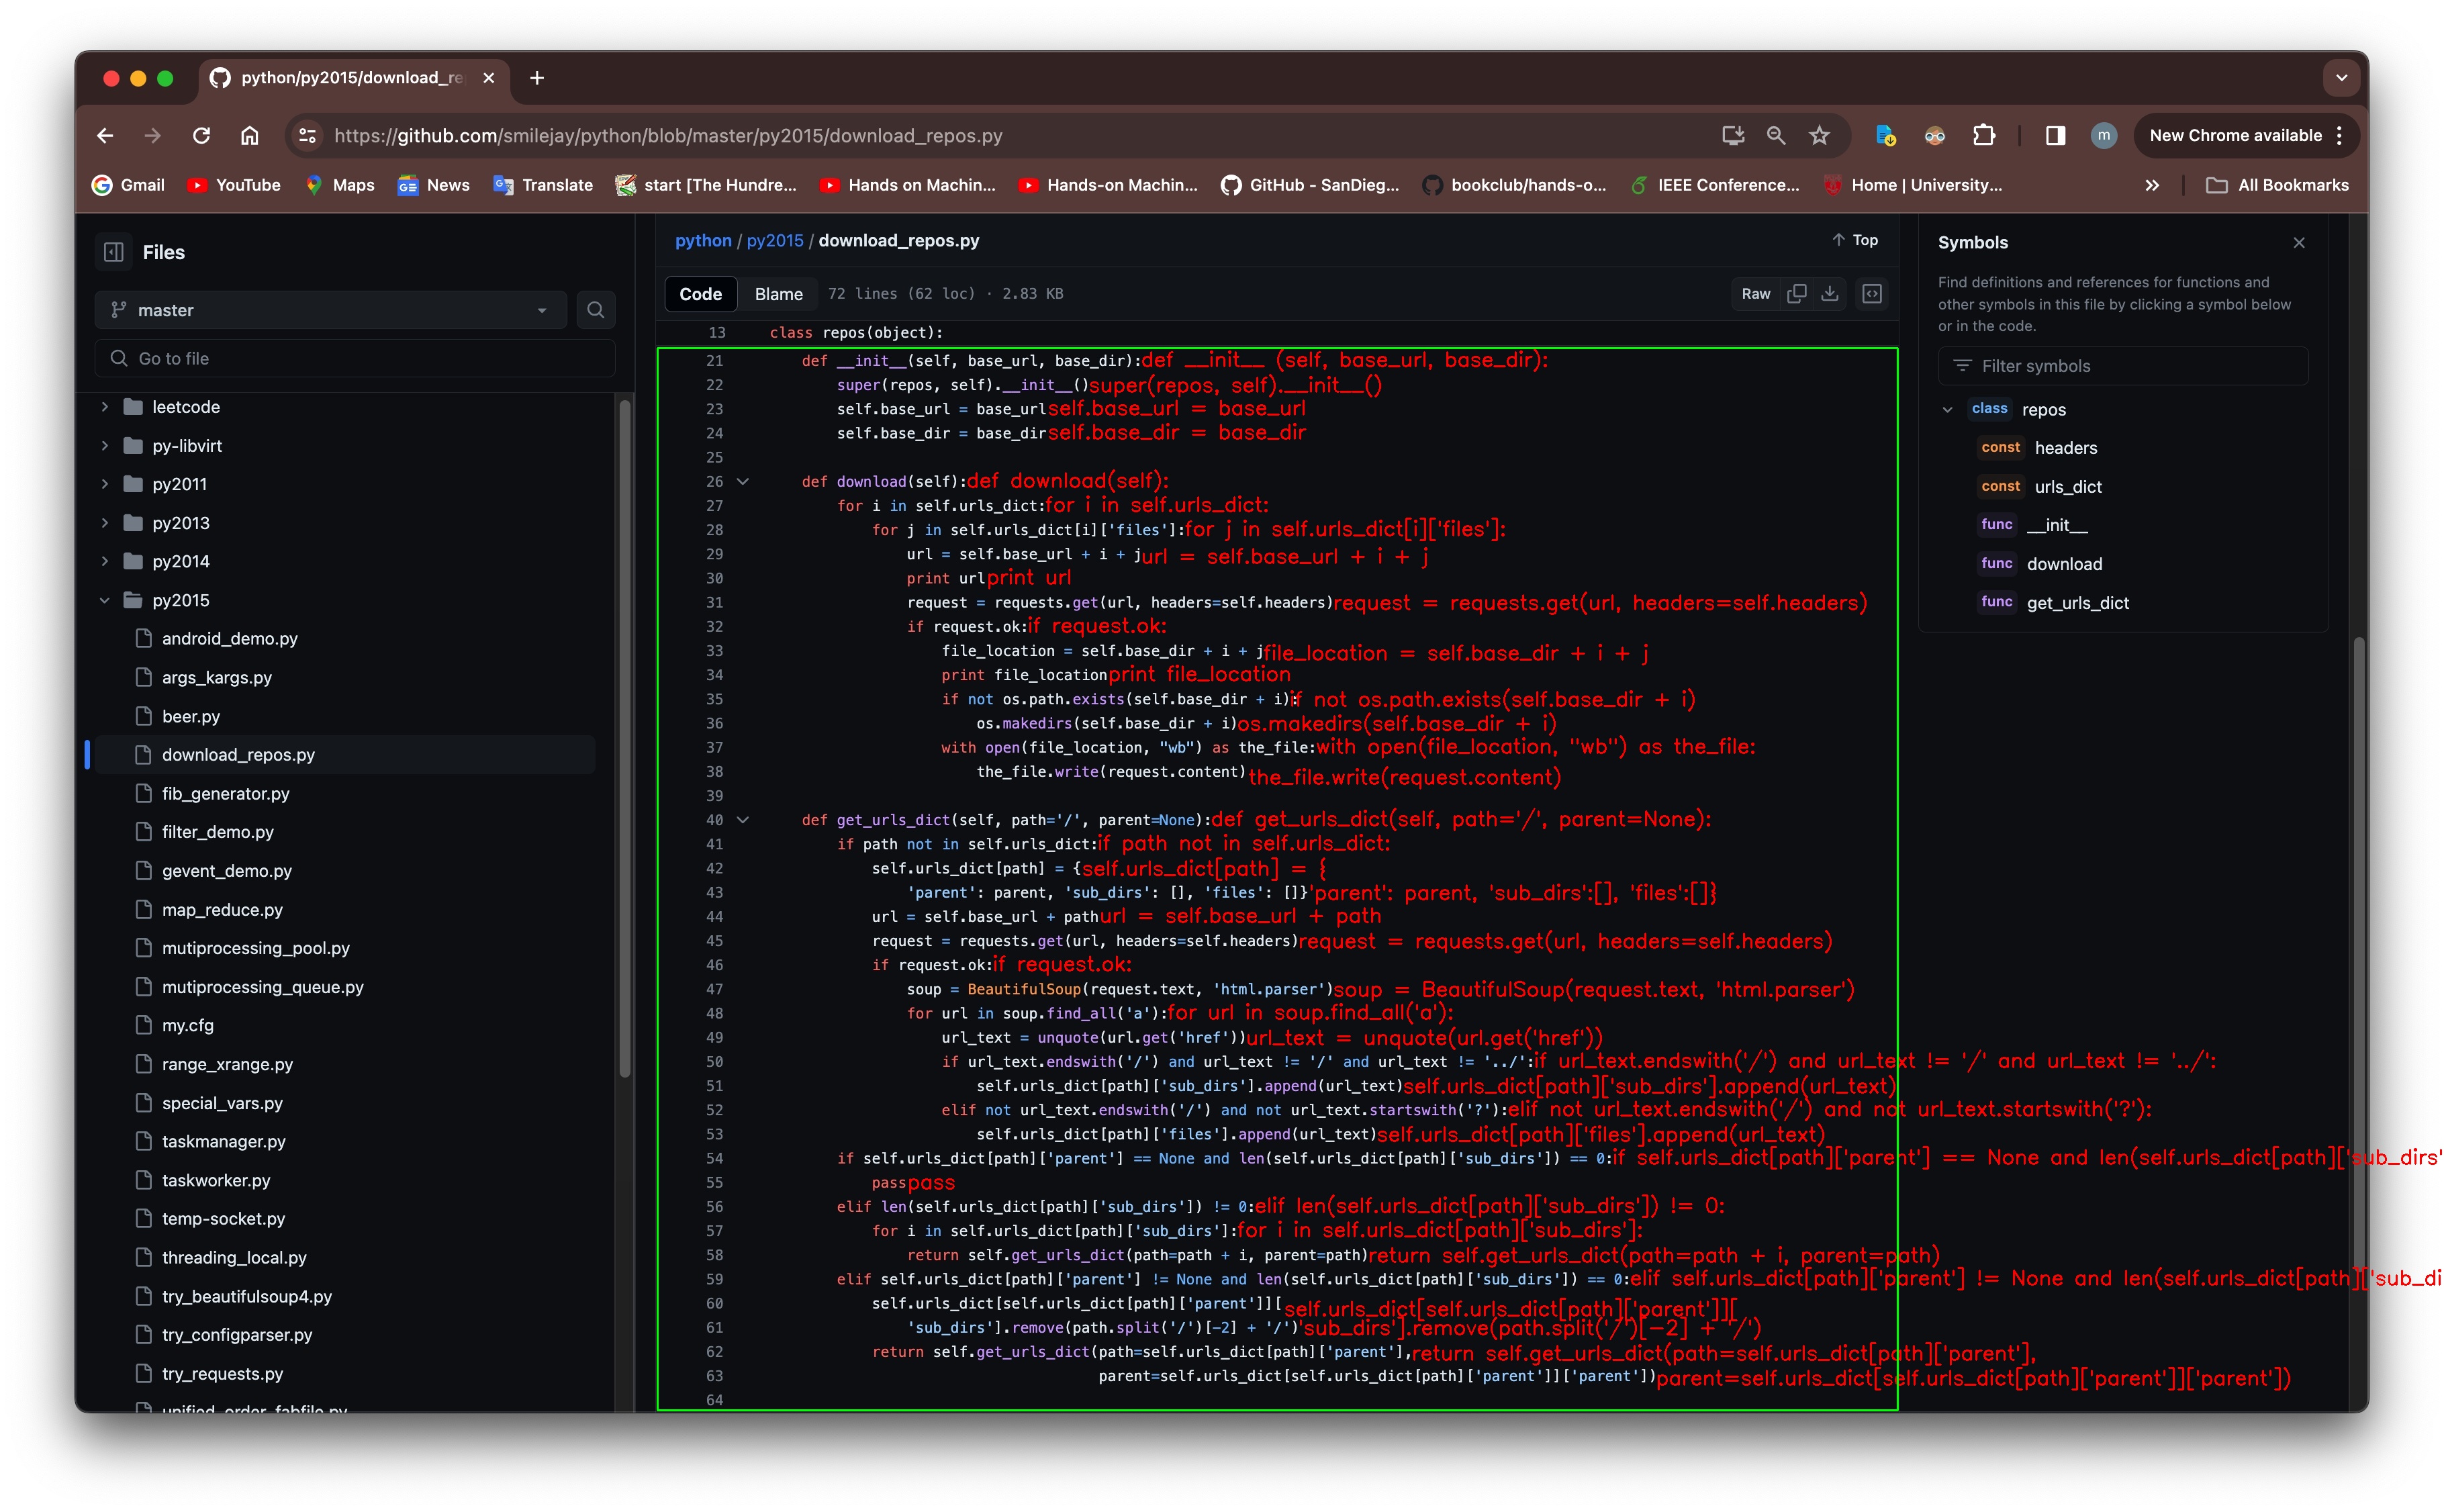 python/py2015/download_re
https://github.com/smilejay/python/blob/master/py2015/download_repos.py
m
New Chrome available
Gmail
YouTube
Maps
News
Translate
start [The Hundre...
Hands on Machin...
Hands-on Machin...
GitHub - SanDieg...
bookclub/hands-o...
IEEE Conference...
Home | University...
All Bookmarks
Files
master
Go to file
leetcode
py-libvirt
py2011
py2013
py2014
py2015
android_demo.py
args_kargs.py
beer.py
download_repos.py
fib_generator.py
filter_demo.py
gevent_demo.py
map_reduce.py
mutiprocessing_pool.py
mutiprocessing_queue.py
my.cfg
range_xrange.py
special_vars.py
taskmanager.py
taskworker.py
temp-socket.py
threading_local.py
try_beautifulsoup4.py
try_configparser.py
try_requests.py
unified_order_fabfile.py
python / py2015 / download_repos.py
Top
Code
Blame
72 lines (62 loc) · 2.83 KB
Raw
13 class repos(object):
21 def __init__(self, base_url, base_dir):def __init__ (self, base_url, base_dir):
22 super(repos, self).__init__()super(repos, self).__init__()
23 self.base_url = base_urlself.base_url = base_url
24 self.base_dir = base_dirself.base_dir = base_dir
25
26 def download(self):def download(self):
27 for i in self.urls_dict:for i in self.urls_dict:
28 for j in self.urls_dict[i]['files']:for j in self.urls_dict[i]['files']:
29 url = self.base_url + i + jurl = self.base_url + i + j
30 print urlprint url
31 request = requests.get(url, headers=self.headers)request = requests.get(url, headers=self.headers)
32 if request.ok:if request.ok:
33 file_location = self.base_dir + i + jfile_location = self.base_dir + i + j
34 print file_locationprint file_location
35 if not os.path.exists(self.base_dir + i):if not os.path.exists(self.base_dir + i)
36 os.makedirs(self.base_dir + i)os.makedirs(self.base_dir + i)
37 with open(file_location, "wb") as the_file:with open(file_location, "wb") as the_file:
38 the_file.write(request.content)the_file.write(request.content)
39
40 def get_urls_dict(self, path='/', parent=None):def get_urls_dict(self, path='/', parent=None):
41 if path not in self.urls_dict:if path not in self.urls_dict:
42 self.urls_dict[path] = {self.urls_dict[path] = {
43 'parent': parent, 'sub_dirs': [], 'files': []}'parent': parent, 'sub_dirs':[], 'files':[]}
44 url = self.base_url + pathurl = self.base_url + path
45 request = requests.get(url, headers=self.headers)request = requests.get(url, headers=self.headers)
46 if request.ok:if request.ok:
47 soup = BeautifulSoup(request.text, 'html.parser')soup = BeautifulSoup(request.text, 'html.parser')
48 for url in soup.find_all('a'):for url in soup.find_all('a'):
49 url_text = unquote(url.get('href'))url_text = unquote(url.get('href'))
50 if url_text.endswith('/') and url_text != '/' and url_text != '../':if url_text.endswith('/') and url_text != '/' and url_text != '../':
51 self.urls_dict[path]['sub_dirs'].append(url_text)self.urls_dict[path]['sub_dirs'].append(url_text)
52 elif not url_text.endswith('/') and not url_text.startswith('?'):elif not url_text.endswith('/') and not url_text.startswith('?'):
53 self.urls_dict[path]['files'].append(url_text)self.urls_dict[path]['files'].append(url_text)
54 if self.urls_dict[path]['parent'] == None and len(self.urls_dict[path]['sub_dirs']) == 0:if self.urls_dict[path]['parent'] == None and len(self.urls_dict[path]['sub_dirs'
55 passpass
56 elif len(self.urls_dict[path]['sub_dirs']) != 0:elif len(self.urls_dict[path]['sub_dirs']) != 0:
57 for i in self.urls_dict[path]['sub_dirs']:for i in self.urls_dict[path]['sub_dirs']:
58 return self.get_urls_dict(path=path + i, parent=path)return self.get_urls_dict(path=path + i, parent=path)
59 elif self.urls_dict[path]['parent'] != None and len(self.urls_dict[path]['sub_dirs']) == 0:elif self.urls_dict[path]['parent'] != None and len(self.urls_dict[path]['sub_di
60 self.urls_dict[self.urls_dict[path]['parent']][self.urls_dict[self.urls_dict[path]['parent']][
61 'sub_dirs'].remove(path.split('/')[-2] + '/')'sub_dirs'].remove(path.split('/')[-2] + '/')
62 return self.get_urls_dict(path=self.urls_dict[path]['parent'],return self.get_urls_dict(path=self.urls_dict[path]['parent'],
63 parent=self.urls_dict[self.urls_dict[path]['parent']]['parent'])parent=self.urls_dict[self.urls_dict[path]['parent']]['parent'])
64
Symbols
Find definitions and references for functions and
other symbols in this file by clicking a symbol below
or in the code.
Filter symbols
class repos
const headers
const urls_dict
func __init__
func download
func get_urls_dict